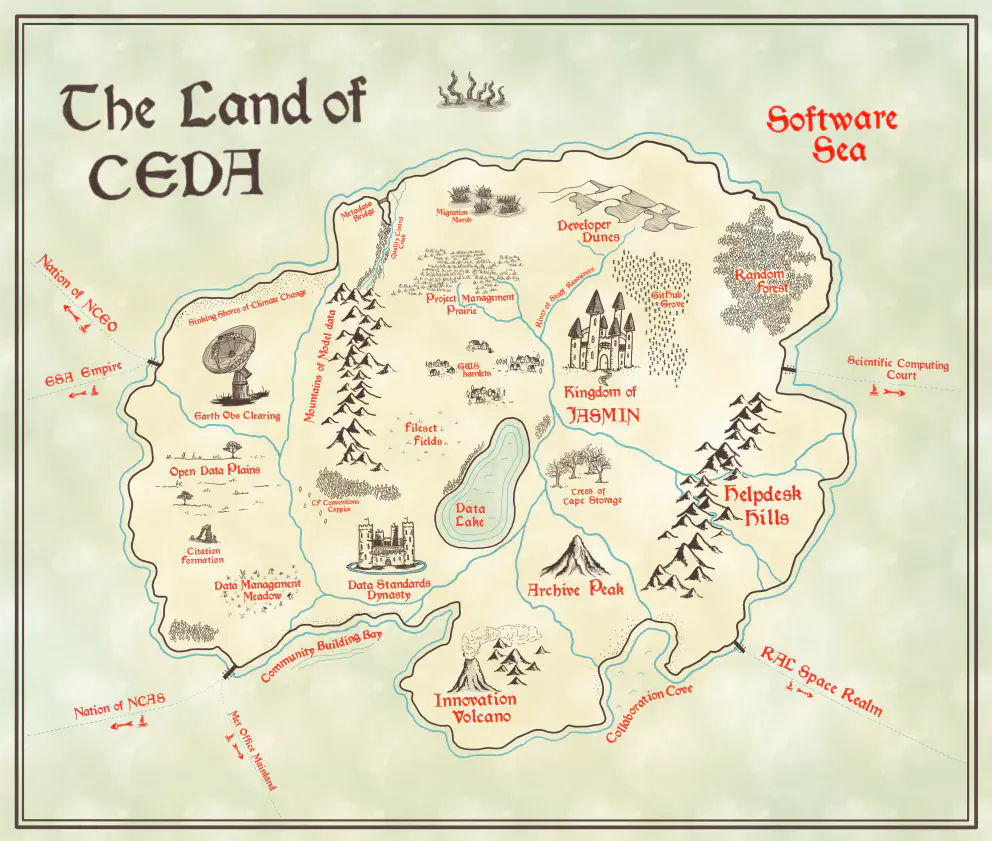 The Land of
CEDA
Software
Sea
Metadata
Bridge
Quality Control
Creek
Migration
Marsh
Developer
Dunes
Random
Forest
Nation of NCEO
Sinking Shores of Climate Change
Project Management
Prairie
River of Staff Resources
GitHub
Grove
Mountains of Model data
ESA Empire
GWS
hamlets
Scientific Computing
Court
Kingdom of
JASMIN
Earth Obs Clearing
Fileset
Fields
Open Data Plains
CF Conventions
Coppice
Trees of
Tape Storage
Data
Lake
Helpdesk
Hills
Citation
Formation
Data Management
Meadow
Data Standards
Dynasty
Archive Peak
Community Building Bay
Innovation
Volcano
Collaboration Cove
RAL Space Realm
Nation of NCAS
Met Office Mainland